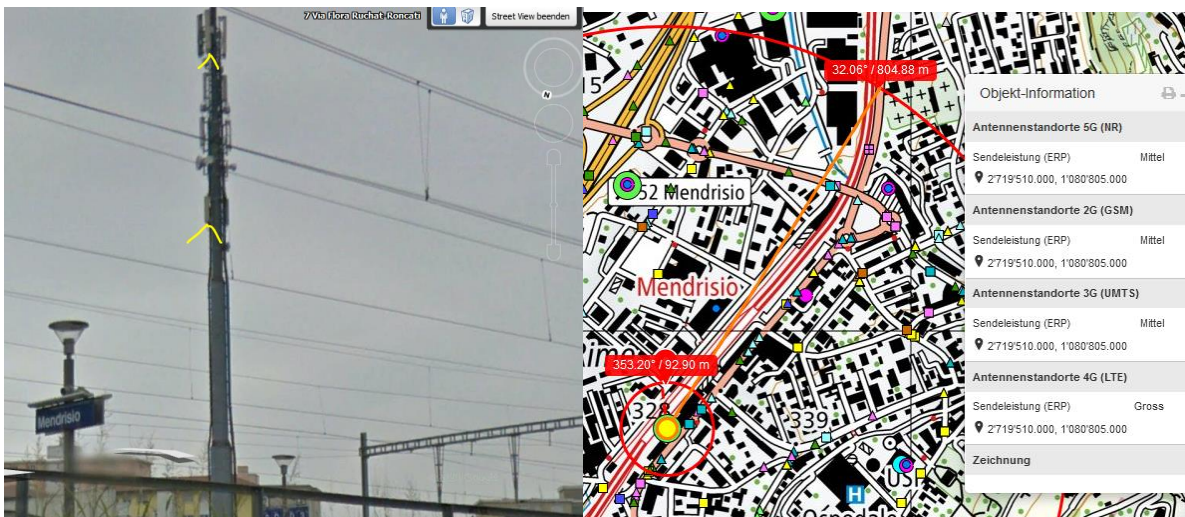 7 Via Flora Ruchat-Roncati
Street View beenden
N
Mendrisio
32.06° / 804.88 m
15
52 Mendrisio
Mendrisio
353.20° / 92.90 m
328
339
H
Ospedale
Objekt-Information
Antennenstandorte 5G (NR)
Sendeleistung (ERP) Mittel
2'719'510.000, 1'080'805.000
Antennenstandorte 2G (GSM)
Sendeleistung (ERP) Mittel
2'719'510.000, 1'080'805.000
Antennenstandorte 3G (UMTS)
Sendeleistung (ERP) Mittel
2'719'510.000, 1'080'805.000
Antennenstandorte 4G (LTE)
Sendeleistung (ERP) Gross
2'719'510.000, 1'080'805.000
Zeichnung